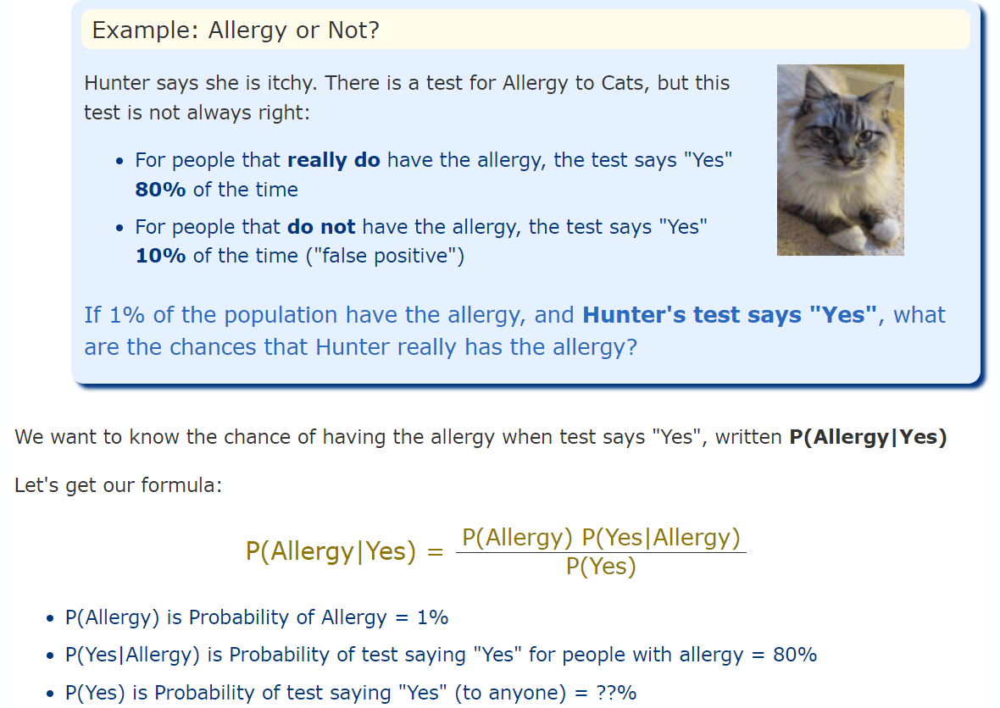 Example: Allergy or Not?
Hunter says she is itchy. There is a test for Allergy to Cats, but this
test is not always right:
• For people that really do have the allergy, the test says "Yes"
80% of the time
• For people that do not have the allergy, the test says "Yes"
10% of the time ("false positive")
If 1% of the population have the allergy, and Hunter's test says "Yes", what
are the chances that Hunter really has the allergy?
We want to know the chance of having the allergy when test says "Yes", written P(Allergy|Yes)
Let's get our formula:
P(Allergy|Yes) = P(Allergy) P(Yes|Allergy)
P(Yes)
• P(Allergy) is Probability of Allergy = 1%
• P(Yes|Allergy) is Probability of test saying "Yes" for people with allergy = 80%
• P(Yes) is Probability of test saying "Yes" (to anyone) = ??%